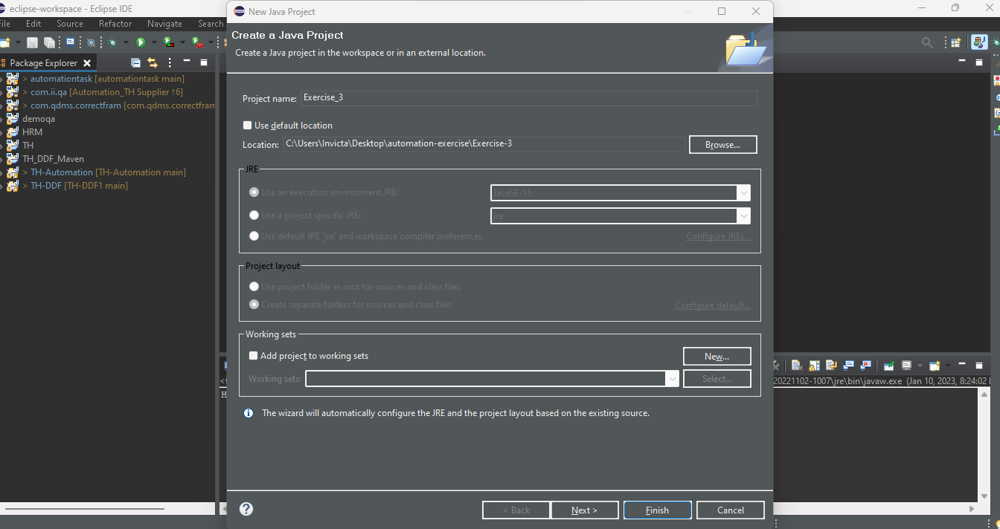 eclipse-workspace - Eclipse IDE
File Edit Source Refactor Navigate Search
Package Explorer
> automationtask [automationtask main]
> com.ii.qa [Automation_TH Supplier ↑6]
> com.qdms.correctfram [com.qdms.correctfram
demoqa
HRM
TH
TH_DDF_Maven
> TH-Automation [TH-Automation main]
> TH-DDF [TH-DDF1 main]
New Java Project
Create a Java Project
Create a Java project in the workspace or in an external location.
Project name: Exercise_3
Use default location
Location: C:\Users\Invicta\Desktop\automation-exercise\Exercise-3 Browse...
JRE
Use an execution environment JRE: JavaSE-15
Use a project specific JRE: jre
Use default JRE 'jre' and workspace compiler preferences Configure JREs...
Project layout
Use project folder as root for sources and class files
Create separate folders for sources and class files Configure default...
Working sets
Add project to working sets New...
Working sets: Select...
The wizard will automatically configure the JRE and the project layout based on the existing source.
< Back Next > Finish Cancel
20221102-1007\jre\bin\javaw.exe (Jan 10, 2023, 8:24:02